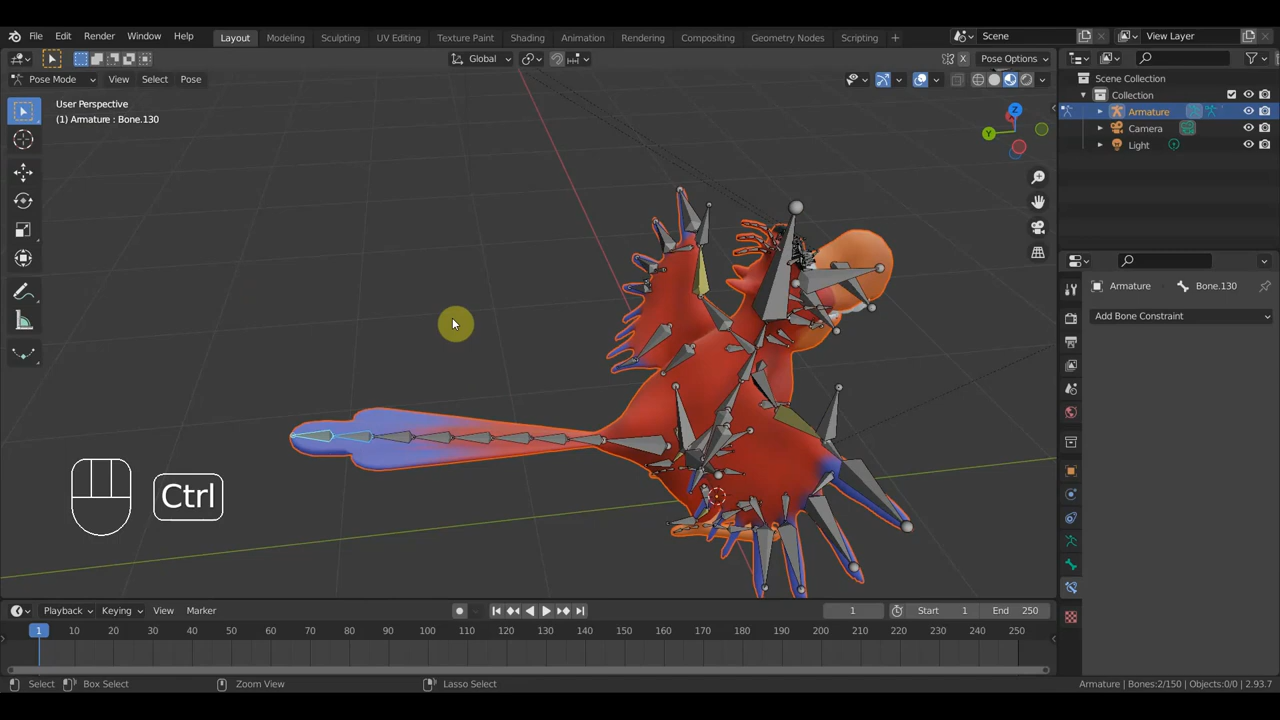 File Edit Render Window Help Layout Modeling Sculpting UV Editing Texture Paint Shading Animation Rendering Compositing Geometry Nodes Scripting + Scene View Layer
Global Pose Options
Pose Mode View Select Pose
User Perspective
(1) Armature : Bone.130
Scene Collection
Collection
Armature
Camera
Light
Z
Y
Armature Bone.130
Add Bone Constraint
Ctrl
Playback Keying View Marker 1 Start 1 End 250
1 10 20 30 40 50 60 70 80 90 100 110 120 130 140 150 160 170 180 190 200 210 220 230 240 250
Select Box Select Zoom View Lasso Select Armature | Bones:2/150 | Objects:0/0 | 2.93.7